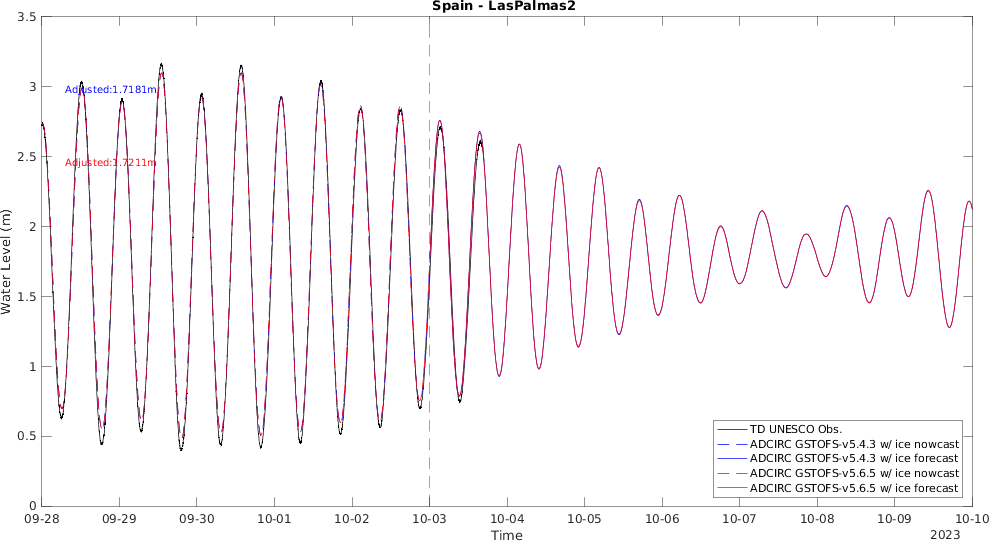 Spain - LasPalmas2
3.5
3
2.5
2
1.5
1
0.5
0
Water Level (m)
Adjusted:1.7181m
Adjusted:1.7211m
TD UNESCO Obs.
ADCIRC GSTOFS-v5.4.3 w/ ice nowcast
ADCIRC GSTOFS-v5.4.3 w/ ice forecast
ADCIRC GSTOFS-v5.6.5 w/ ice nowcast
ADCIRC GSTOFS-v5.6.5 w/ ice forecast
09-28 09-29 09-30 10-01 10-02 10-03 10-04 10-05 10-06 10-07 10-08 10-09 10-10
Time
2023